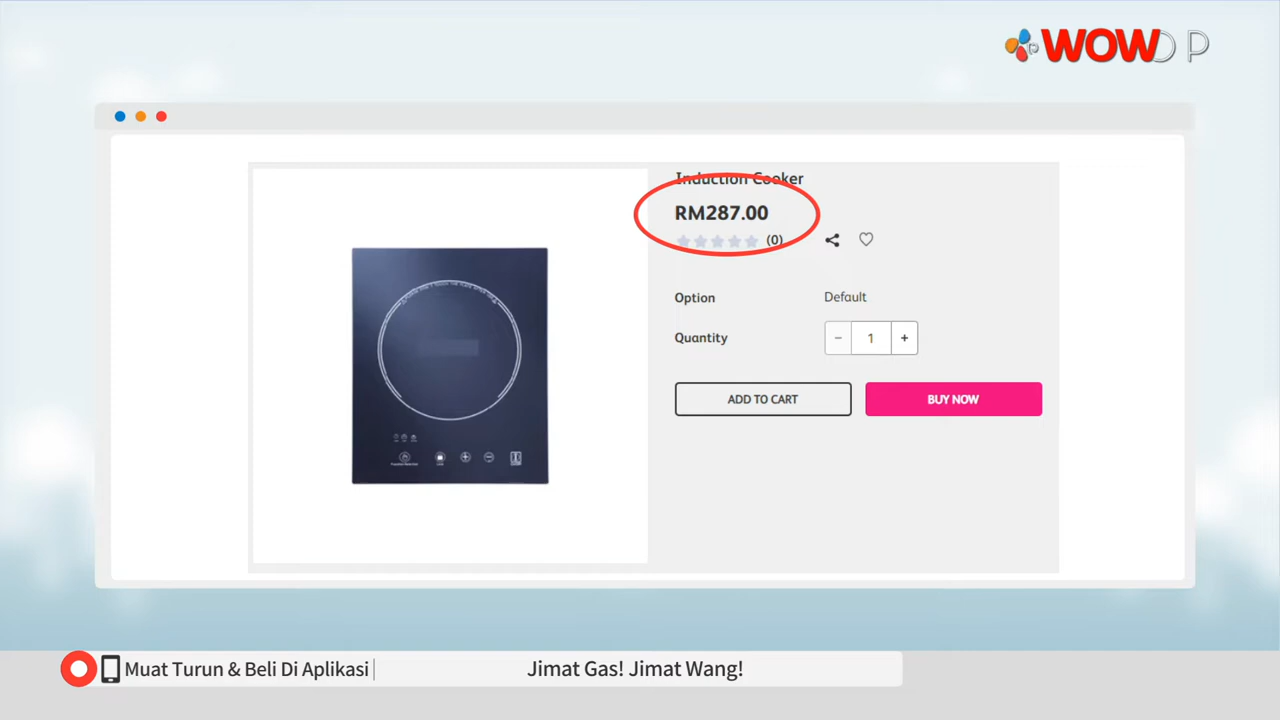 WOW
P
Induction Cooker
RM287.00
(0)
Option Default
Quantity - 1 +
ADD TO CART BUY NOW
Muat Turun & Beli Di Aplikasi | Jimat Gas! Jimat Wang!